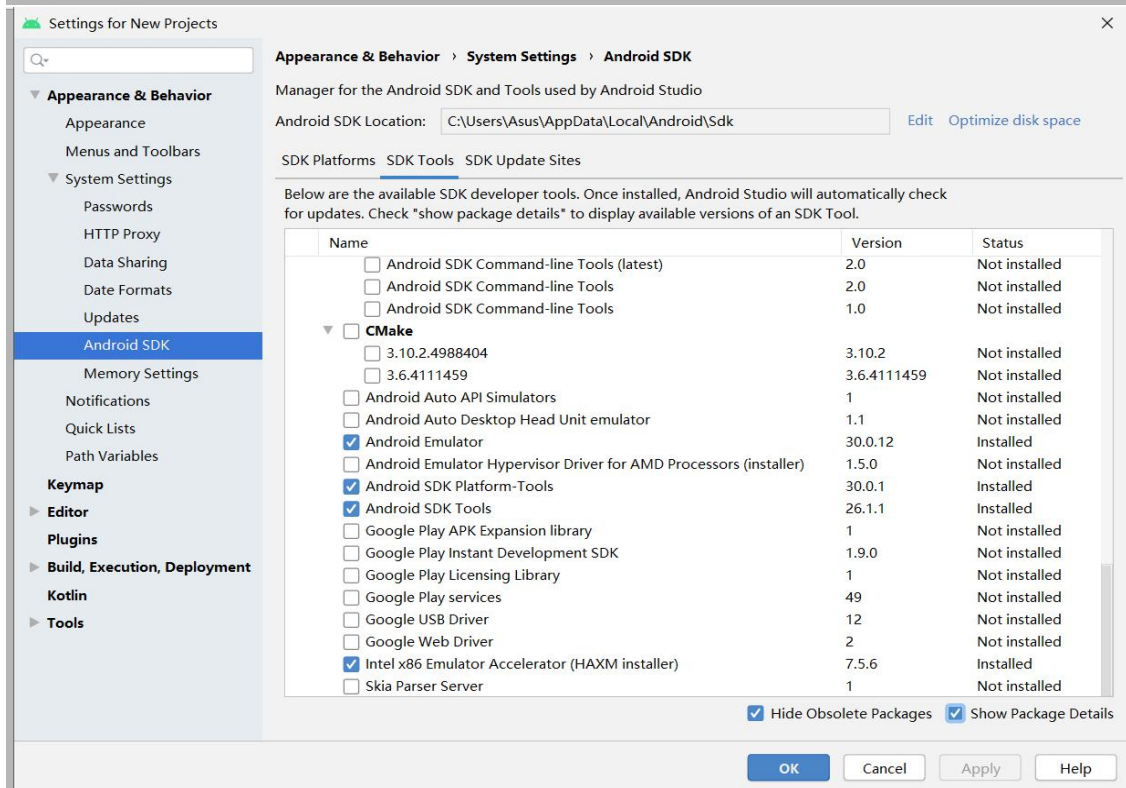 Settings for New Projects
Appearance & Behavior
Appearance
Menus and Toolbars
System Settings
Passwords
HTTP Proxy
Data Sharing
Date Formats
Updates
Android SDK
Memory Settings
Notifications
Quick Lists
Path Variables
Keymap
Editor
Plugins
Build, Execution, Deployment
Kotlin
Tools
Appearance & Behavior › System Settings › Android SDK
Manager for the Android SDK and Tools used by Android Studio
Android SDK Location: C:\Users\Asus\AppData\Local\Android\Sdk Edit Optimize disk space
SDK Platforms SDK Tools SDK Update Sites
Below are the available SDK developer tools. Once installed, Android Studio will automatically check
for updates. Check "show package details" to display available versions of an SDK Tool.
Name Version Status
Android SDK Command-line Tools (latest) 2.0 Not installed
Android SDK Command-line Tools 2.0 Not installed
Android SDK Command-line Tools 1.0 Not installed
CMake
3.10.2.4988404 3.10.2 Not installed
3.6.4111459 3.6.4111459 Not installed
Android Auto API Simulators 1 Not installed
Android Auto Desktop Head Unit emulator 1.1 Not installed
Android Emulator 30.0.12 Installed
Android Emulator Hypervisor Driver for AMD Processors (installer) 1.5.0 Not installed
Android SDK Platform-Tools 30.0.1 Installed
Android SDK Tools 26.1.1 Installed
Google Play APK Expansion library 1 Not installed
Google Play Instant Development SDK 1.9.0 Not installed
Google Play Licensing Library 1 Not installed
Google Play services 49 Not installed
Google USB Driver 12 Not installed
Google Web Driver 2 Not installed
Intel x86 Emulator Accelerator (HAXM installer) 7.5.6 Installed
Skia Parser Server 1 Not installed
Hide Obsolete Packages Show Package Details
OK Cancel Apply Help